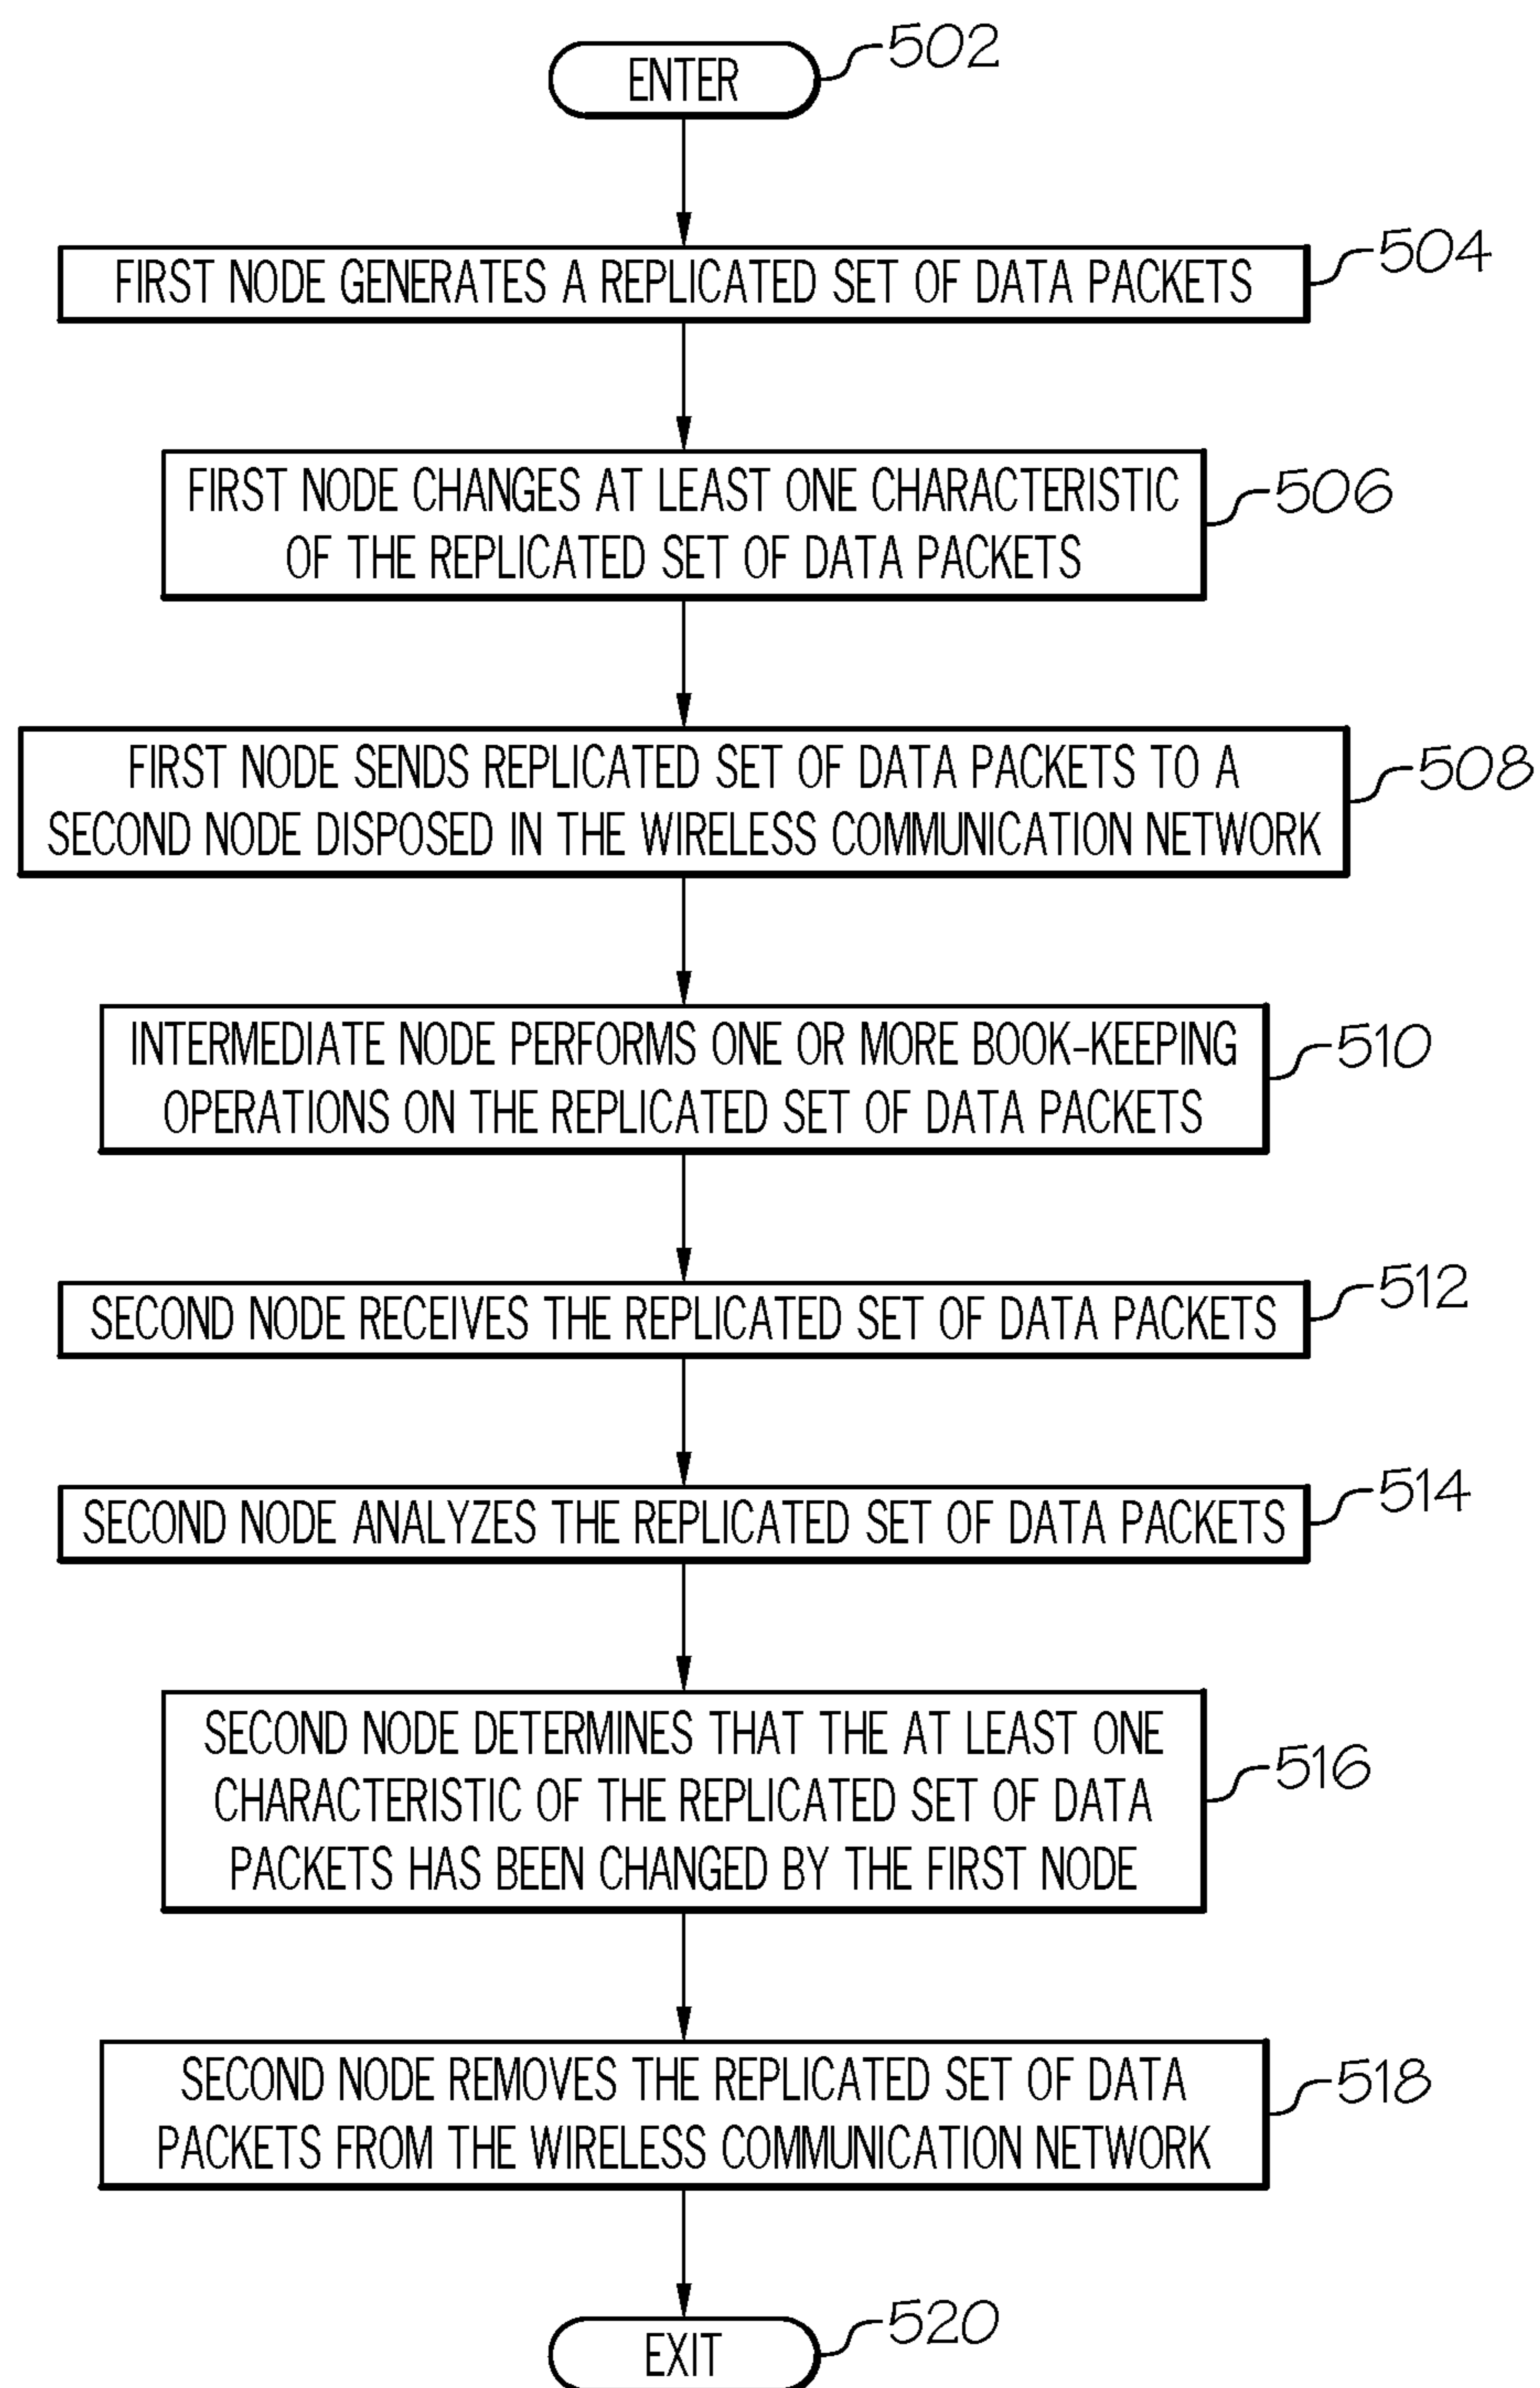 ENTER
502
FIRST NODE GENERATES A REPLICATED SET OF DATA PACKETS
504
FIRST NODE CHANGES AT LEAST ONE CHARACTERISTIC
OF THE REPLICATED SET OF DATA PACKETS
506
FIRST NODE SENDS REPLICATED SET OF DATA PACKETS TO A
SECOND NODE DISPOSED IN THE WIRELESS COMMUNICATION NETWORK
508
INTERMEDIATE NODE PERFORMS ONE OR MORE BOOK-KEEPING
OPERATIONS ON THE REPLICATED SET OF DATA PACKETS
510
SECOND NODE RECEIVES THE REPLICATED SET OF DATA PACKETS
512
SECOND NODE ANALYZES THE REPLICATED SET OF DATA PACKETS
514
SECOND NODE DETERMINES THAT THE AT LEAST ONE
CHARACTERISTIC OF THE REPLICATED SET OF DATA
PACKETS HAS BEEN CHANGED BY THE FIRST NODE
516
SECOND NODE REMOVES THE REPLICATED SET OF DATA
PACKETS FROM THE WIRELESS COMMUNICATION NETWORK
518
EXIT
520